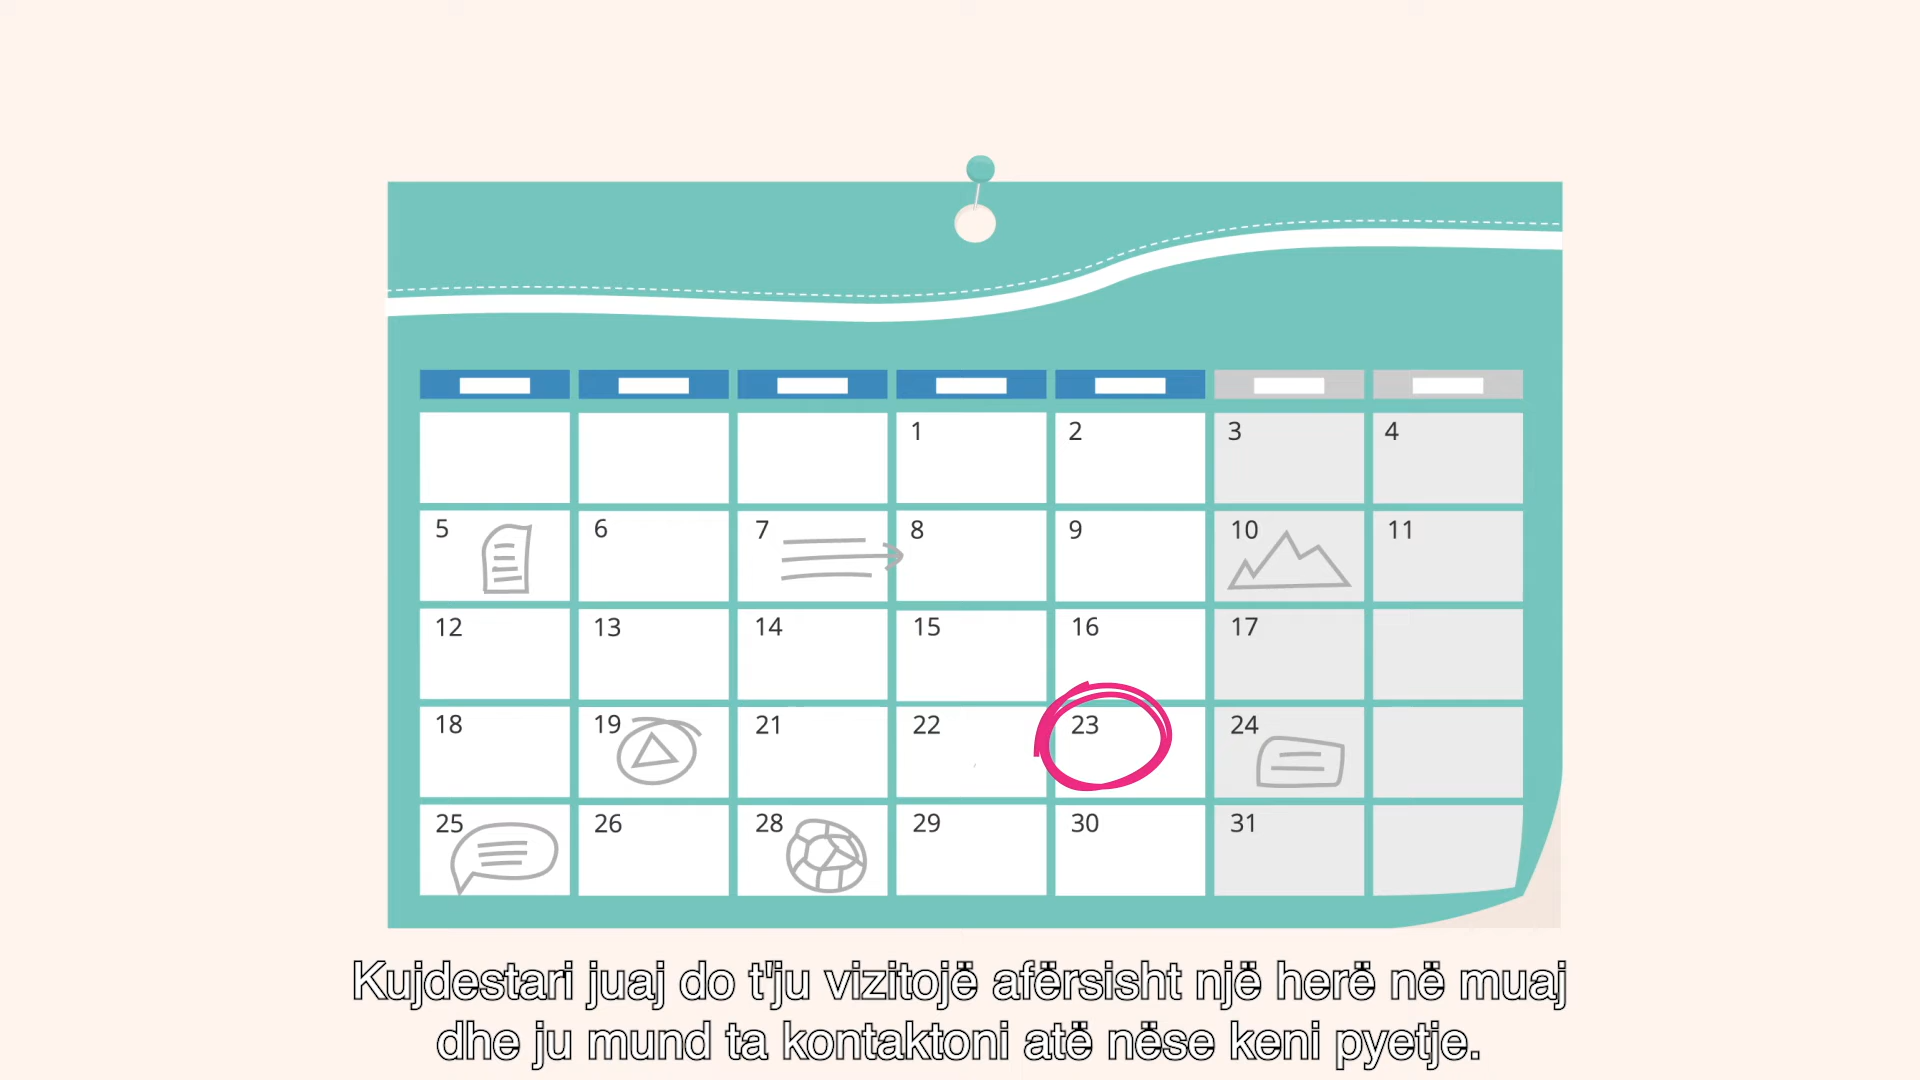 1 2 3 4
5 6 7 8 9 10 11
12 13 14 15 16 17
18 19 21 22 23 24
25 26 28 29 30 31
Kujdestari juaj do t'ju vizitojë afërsisht një herë në muaj
dhe ju mund ta kontaktoni atë nëse keni pyetje.